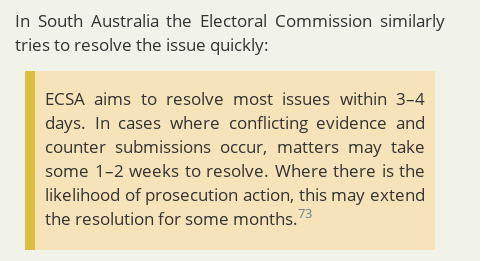 In South Australia the Electoral Commission similarly
tries to resolve the issue quickly:
ECSA aims to resolve most issues within 3–4
days. In cases where conflicting evidence and
counter submissions occur, matters may take
some 1–2 weeks to resolve. Where there is the
likelihood of prosecution action, this may extend
the resolution for some months.73